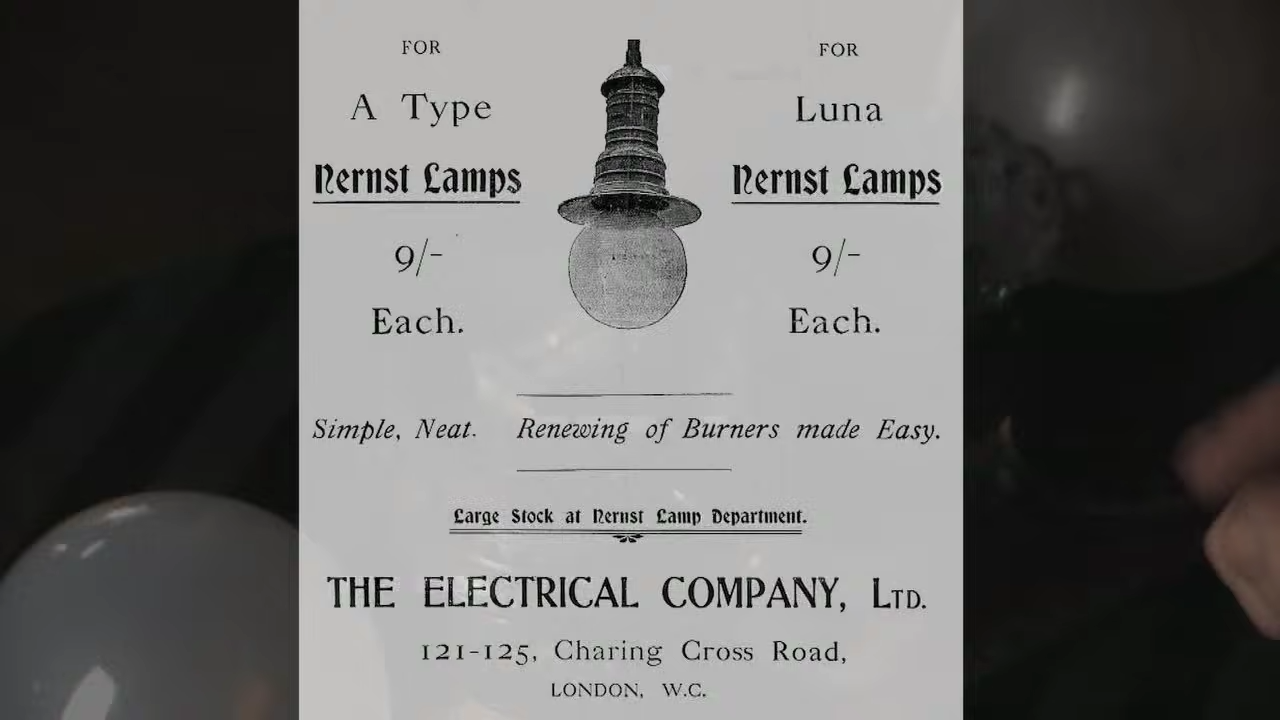 FOR
A Type
Nernst Lamps
9/-
Each.
FOR
Luna
Nernst Lamps
9/-
Each.
Simple, Neat. Renewing of Burners made Easy.
Large Stock at Nernst Lamp Department.
THE ELECTRICAL COMPANY, LTD.
121-125, Charing Cross Road,
LONDON, W.C.